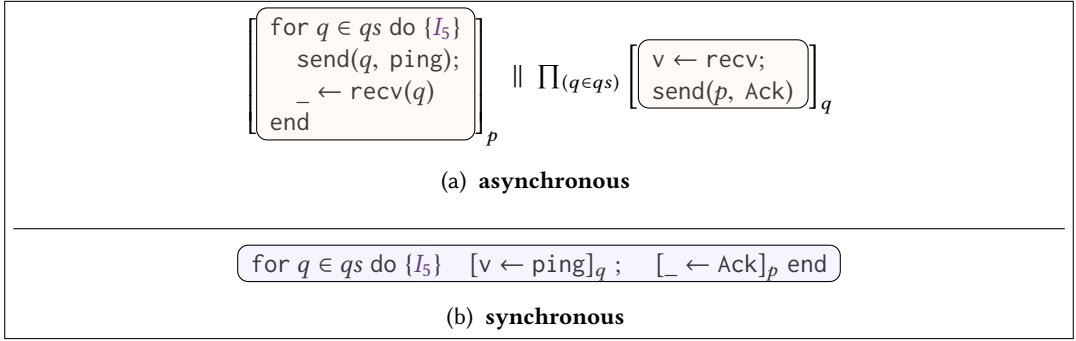 for q ∈ qs do {I₅}
send(q, ping);
_ ← recv(q)
end
p
∥ ∏(q∈qs)
v ← recv;
send(p, Ack)
q
(a) asynchronous
for q ∈ qs do {I₅} [v ← ping]q ; [_ ← Ack]p end
(b) synchronous